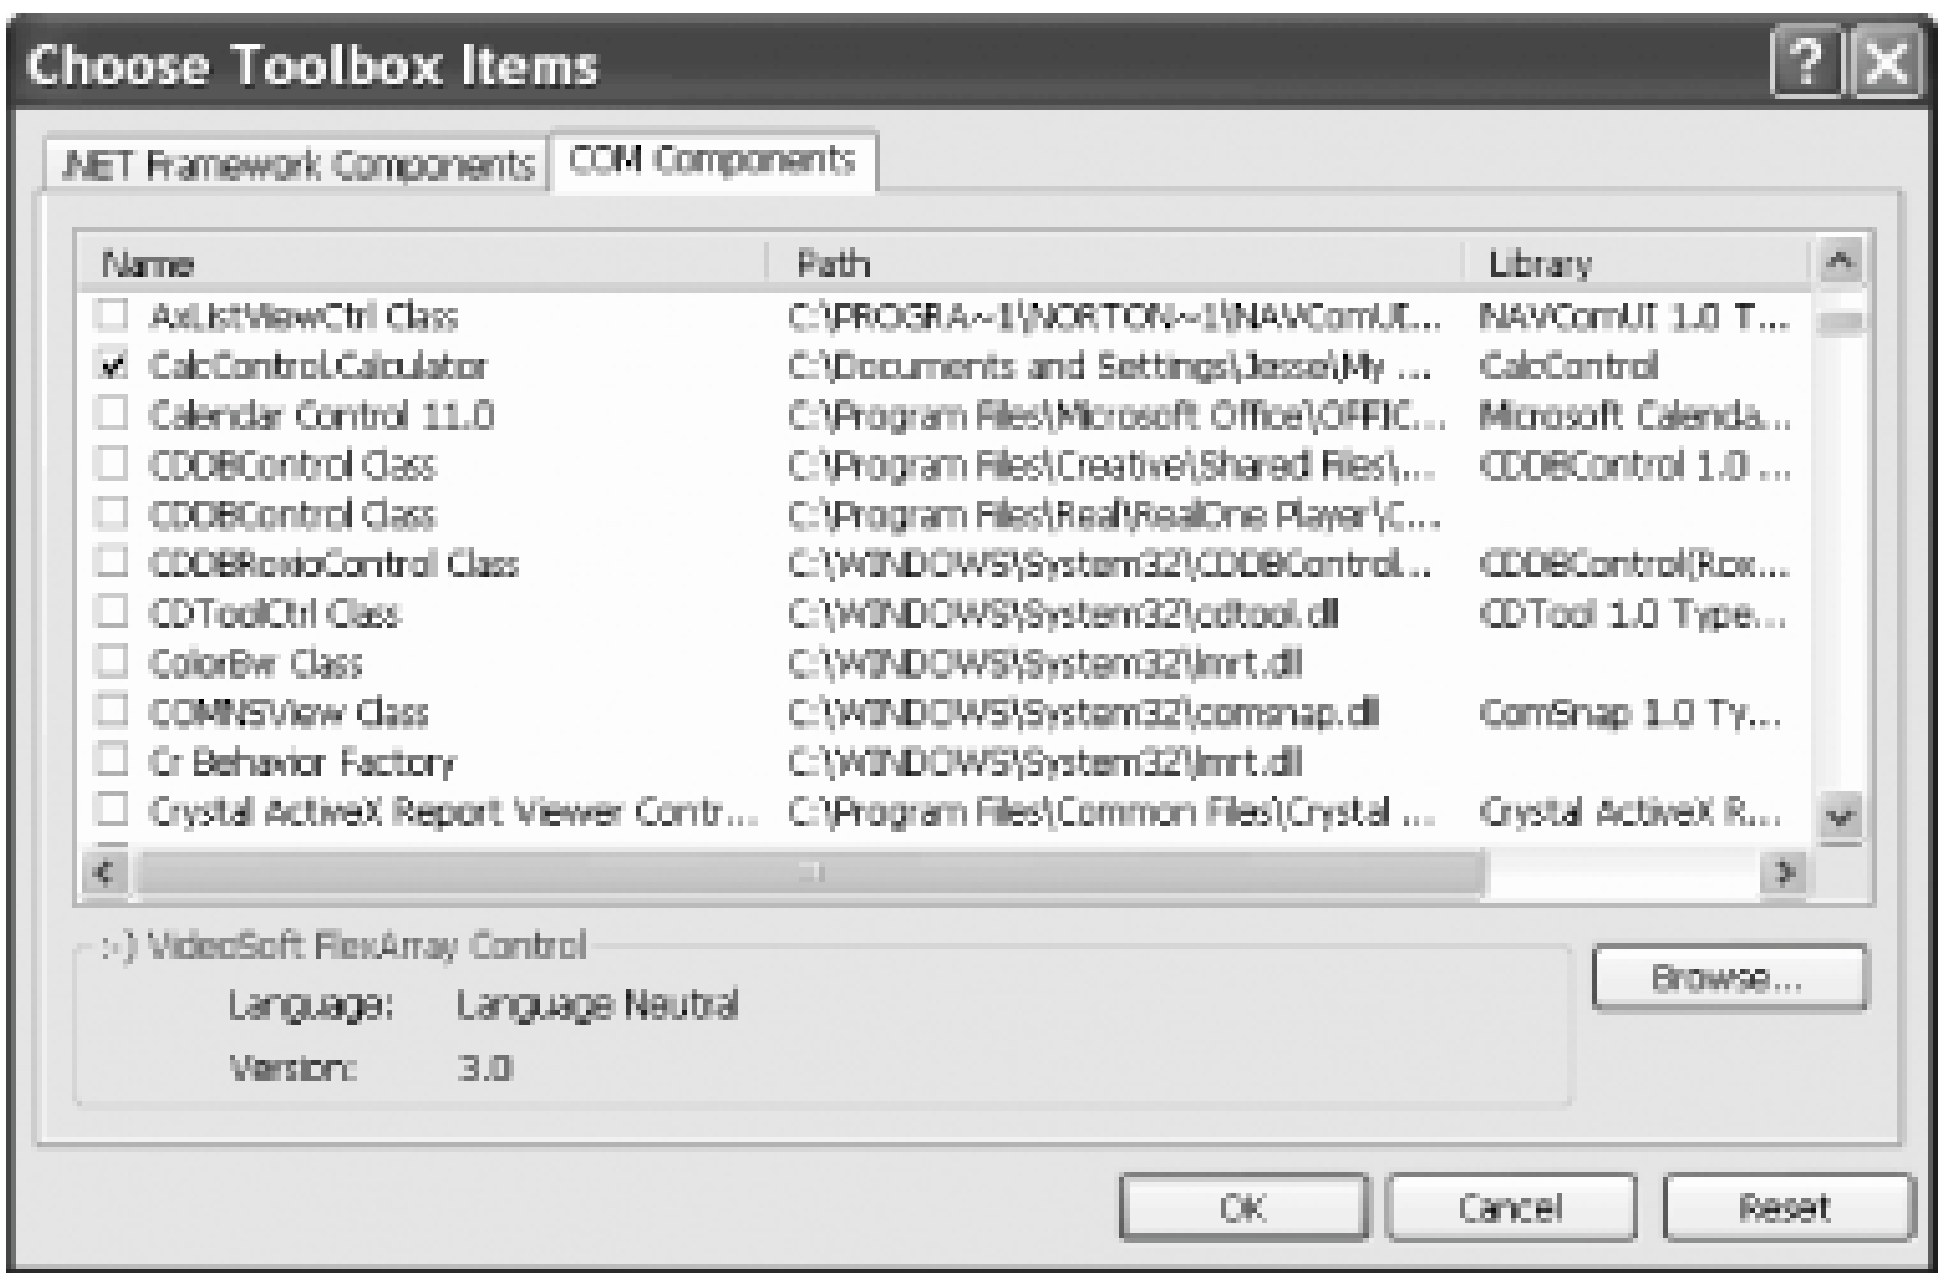 Choose Toolbox Items
.NET Framework Components COM Components
Name Path Library
AxListViewCtrl Class C:\PROGRA~1\NORTON~1\NAVComUI... NAVComUI 1.0 T...
CalcControl.Calculator C:\Documents and Settings\Jesse\My ... CalcControl
Calendar Control 11.0 C:\Program Files\Microsoft Office\OFFIC... Microsoft Calenda...
CDDBControl Class C:\Program Files\Creative\Shared Files\... CDDBControl 1.0 ...
CDDBControl Class C:\Program Files\Real\RealOne Player\C...
CDDBRoxioControl Class C:\WINDOWS\System32\CDDBControl... CDDBControl(Rox...
CDToolCtrl Class C:\WINDOWS\System32\cdtool.dll CDTool 1.0 Type...
ColorBvr Class C:\WINDOWS\System32\lmrt.dll
COMNSView Class C:\WINDOWS\System32\comsnap.dll ComSnap 1.0 Ty...
Cr Behavior Factory C:\WINDOWS\System32\lmrt.dll
Crystal ActiveX Report Viewer Contr... C:\Program Files\Common Files\Crystal ... Crystal ActiveX R...
:-) VideoSoft FlexArray Control
Browse...
Language: Language Neutral
Version: 3.0
OK Cancel Reset